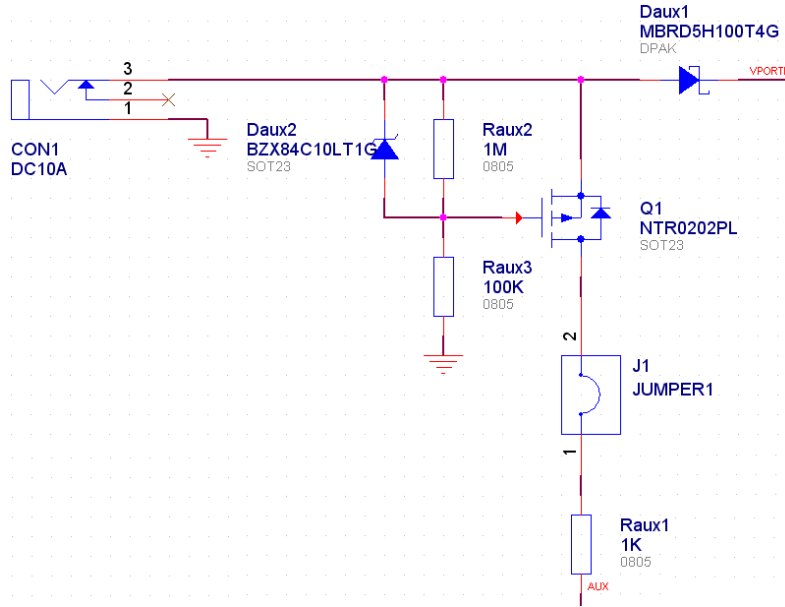 Daux1
MBRD5H100T4G
DPAK
3
2
1
CON1
DC10A
Daux2
BZX84C10LT1G
SOT23
Raux2
1M
0805
Q1
NTR0202PL
SOT23
Raux3
100K
0805
2
J1
JUMPER1
1
Raux1
1K
0805
AUX